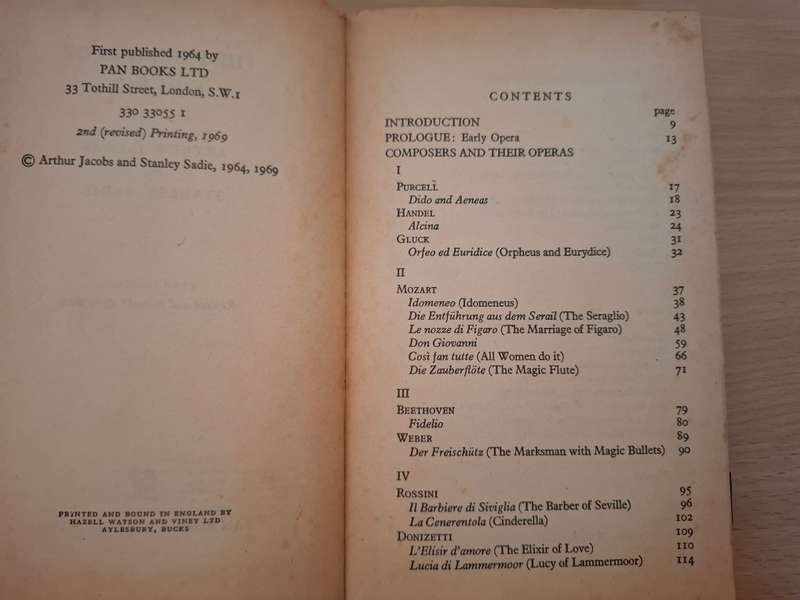 First published 1964 by
PAN BOOKS LTD
33 Tothill Street, London, S.W.1
330 33055 1
2nd (revised) Printing, 1969
© Arthur Jacobs and Stanley Sadie, 1964, 1969
PRINTED AND BOUND IN ENGLAND BY
HAZELL WATSON AND VINEY LTD
AYLESBURY, BUCKS
CONTENTS
page
INTRODUCTION 9
PROLOGUE: Early Opera 13
COMPOSERS AND THEIR OPERAS
I
PURCELL 17
Dido and Aeneas 18
HANDEL 23
Alcina 24
GLUCK 31
Orfeo ed Euridice (Orpheus and Eurydice) 32
II
MOZART 37
Idomeneo (Idomeneus) 38
Die Entführung aus dem Serail (The Seraglio) 43
Le nozze di Figaro (The Marriage of Figaro) 48
Don Giovanni 59
Così fan tutte (All Women do it) 66
Die Zauberflöte (The Magic Flute) 71
III
BEETHOVEN 79
Fidelio 80
WEBER 89
Der Freischütz (The Marksman with Magic Bullets) 90
IV
ROSSINI 95
Il Barbiere di Siviglia (The Barber of Seville) 96
La Cenerentola (Cinderella) 102
DONIZETTI 109
L'Elisir d'amore (The Elixir of Love) 110
Lucia di Lammermoor (Lucy of Lammermoor) 114